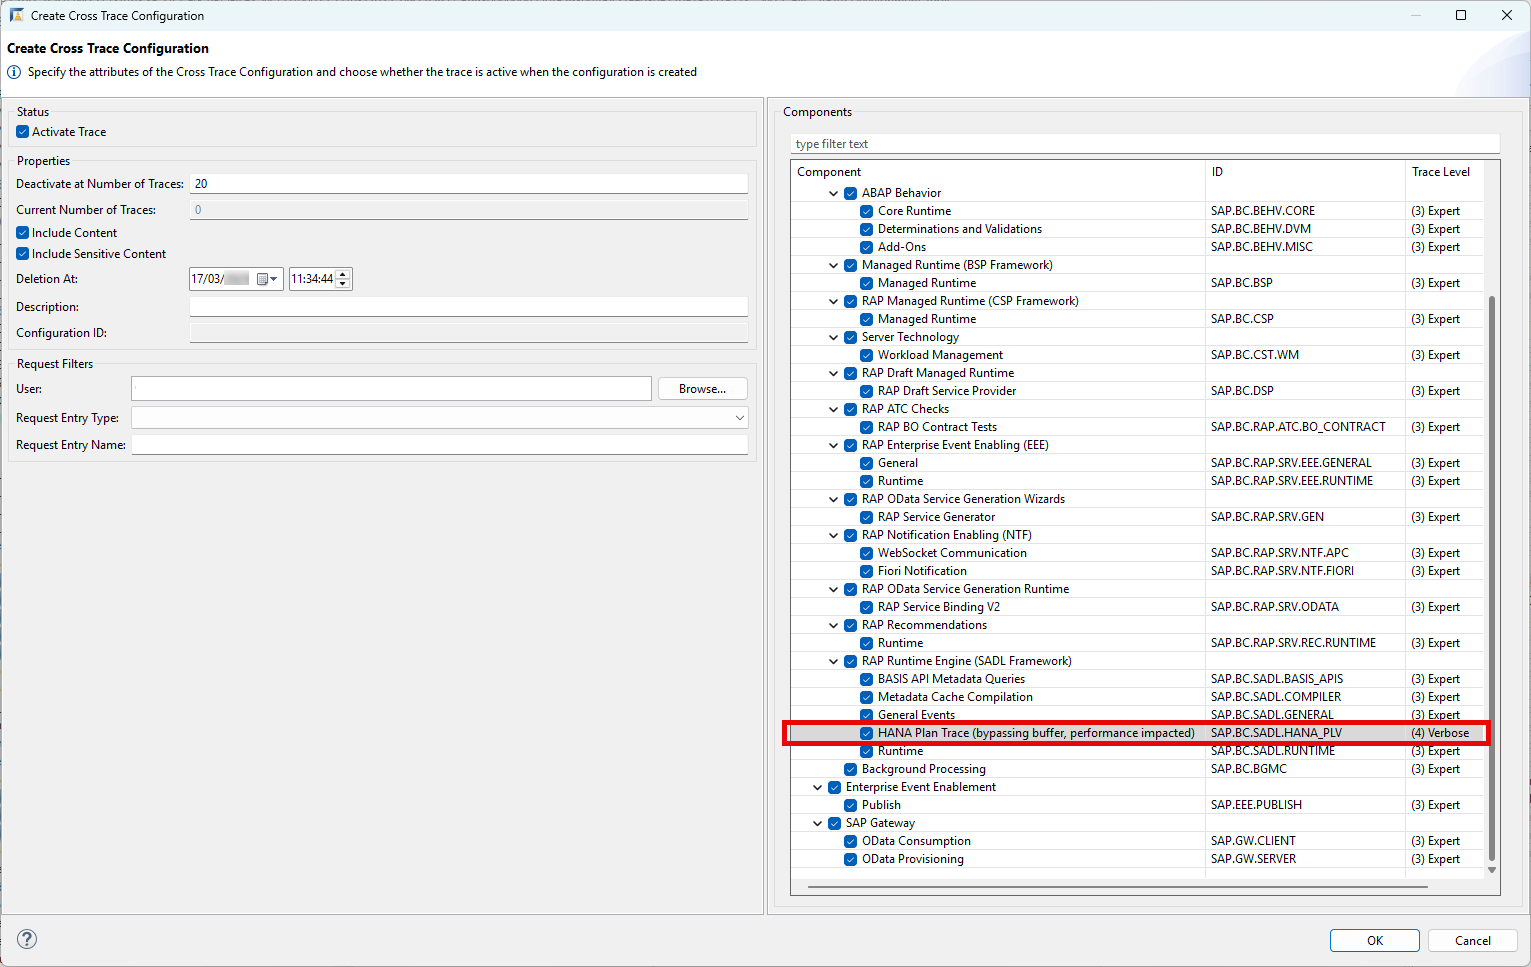 Create Cross Trace Configuration
Create Cross Trace Configuration
Specify the attributes of the Cross Trace Configuration and choose whether the trace is active when the configuration is created
Status
Activate Trace
Properties
Deactivate at Number of Traces: 20
Current Number of Traces: 0
Include Content
Include Sensitive Content
Deletion At: 17/03/ 11:34:44
Description:
Configuration ID:
Request Filters
User: Browse...
Request Entry Type:
Request Entry Name:
Components
type filter text
Component ID Trace Level
ABAP Behavior
Core Runtime SAP.BC.BEHV.CORE (3) Expert
Determinations and Validations SAP.BC.BEHV.DVM (3) Expert
Add-Ons SAP.BC.BEHV.MISC (3) Expert
Managed Runtime (BSP Framework)
Managed Runtime SAP.BC.BSP (3) Expert
RAP Managed Runtime (CSP Framework)
Managed Runtime SAP.BC.CSP (3) Expert
Server Technology
Workload Management SAP.BC.CST.WM (3) Expert
RAP Draft Managed Runtime
RAP Draft Service Provider SAP.BC.DSP (3) Expert
RAP ATC Checks
RAP BO Contract Tests SAP.BC.RAP.ATC.BO_CONTRACT (3) Expert
RAP Enterprise Event Enabling (EEE)
General SAP.BC.RAP.SRV.EEE.GENERAL (3) Expert
Runtime SAP.BC.RAP.SRV.EEE.RUNTIME (3) Expert
RAP OData Service Generation Wizards
RAP Service Generator SAP.BC.RAP.SRV.GEN (3) Expert
RAP Notification Enabling (NTF)
WebSocket Communication SAP.BC.RAP.SRV.NTF.APC (3) Expert
Fiori Notification SAP.BC.RAP.SRV.NTF.FIORI (3) Expert
RAP OData Service Generation Runtime
RAP Service Binding V2 SAP.BC.RAP.SRV.ODATA (3) Expert
RAP Recommendations
Runtime SAP.BC.RAP.SRV.REC.RUNTIME (3) Expert
RAP Runtime Engine (SADL Framework)
BASIS API Metadata Queries SAP.BC.SADL.BASIS_APIS (3) Expert
Metadata Cache Compilation SAP.BC.SADL.COMPILER (3) Expert
General Events SAP.BC.SADL.GENERAL (3) Expert
HANA Plan Trace (bypassing buffer, performance impacted) SAP.BC.SADL.HANA_PLV (4) Verbose
Runtime SAP.BC.SADL.RUNTIME (3) Expert
Background Processing SAP.BC.BGMC (3) Expert
Enterprise Event Enablement
Publish SAP.EEE.PUBLISH (3) Expert
SAP Gateway
OData Consumption SAP.GW.CLIENT (3) Expert
OData Provisioning SAP.GW.SERVER (3) Expert
? OK Cancel